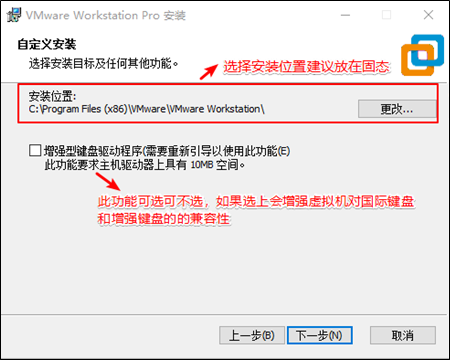 VMware Workstation Pro 安装
自定义安装
选择安装目标及任何其他功能。
选择安装位置建议放在固态
安装位置:
C:\Program Files (x86)\VMware\VMware Workstation\
更改...
增强型键盘驱动程序(需要重新引导以使用此功能(E)
此功能要求主机驱动器上具有 10MB 空间。
此功能可选可不选，如果选上会增强虚拟机对国际键盘
和增强键盘的的兼容性
上一步(B)
下一步(N)
取消